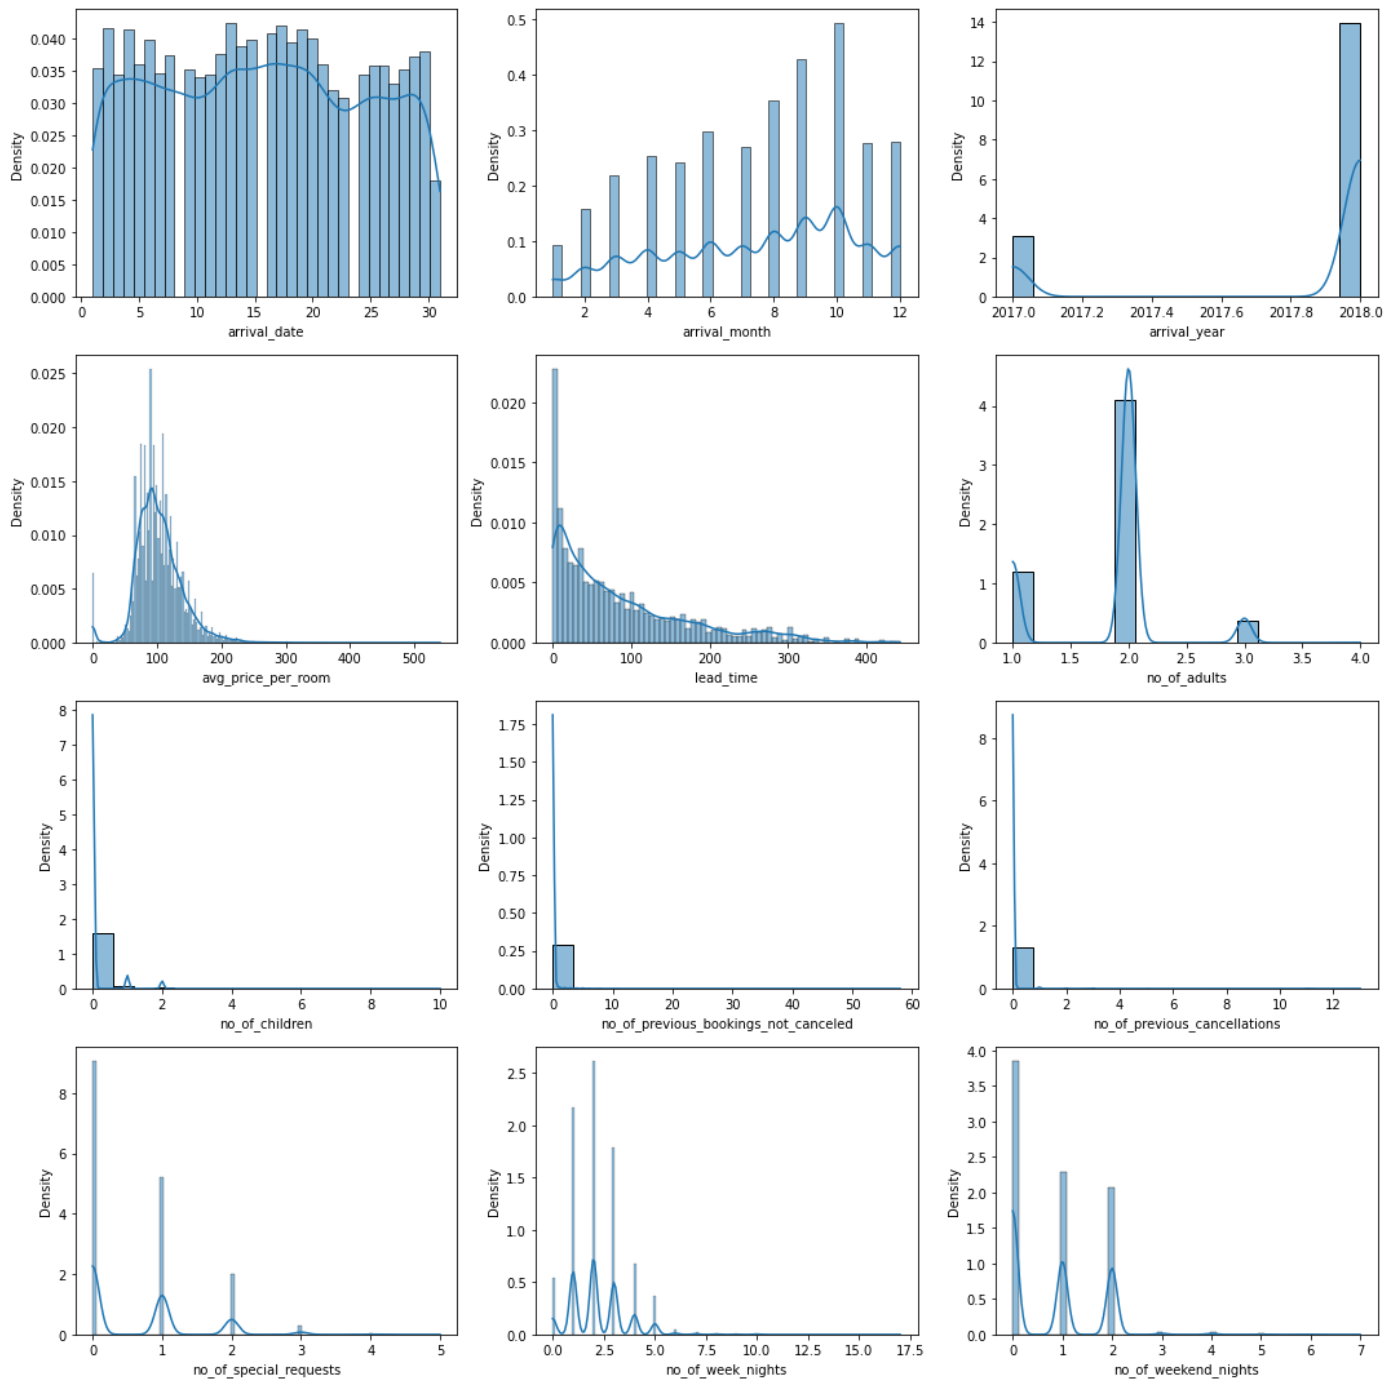 0.040
0.035
0.030
0.025
0.020
0.015
0.010
0.005
0.000
Density
0 5 10 15 20 25 30
arrival_date
0.5
0.4
0.3
0.2
0.1
0.0
Density
2 4 6 8 10 12
arrival_month
14
12
10
8
6
4
2
0
Density
2017.0 2017.2 2017.4 2017.6 2017.8 2018.0
arrival_year
0.025
0.020
0.015
0.010
0.005
0.000
Density
0 100 200 300 400 500
avg_price_per_room
0.020
0.015
0.010
0.005
0.000
Density
0 100 200 300 400
lead_time
4
3
2
1
0
Density
1.0 1.5 2.0 2.5 3.0 3.5 4.0
no_of_adults
8
7
6
5
4
3
2
1
0
Density
0 2 4 6 8 10
no_of_children
1.75
1.50
1.25
1.00
0.75
0.50
0.25
0.00
Density
0 10 20 30 40 50 60
no_of_previous_bookings_not_canceled
8
6
4
2
0
Density
0 2 4 6 8 10 12
no_of_previous_cancellations
8
6
4
2
0
Density
0 1 2 3 4 5
no_of_special_requests
2.5
2.0
1.5
1.0
0.5
0.0
Density
0.0 2.5 5.0 7.5 10.0 12.5 15.0 17.5
no_of_week_nights
4.0
3.5
3.0
2.5
2.0
1.5
1.0
0.5
0.0
Density
0 1 2 3 4 5 6 7
no_of_weekend_nights